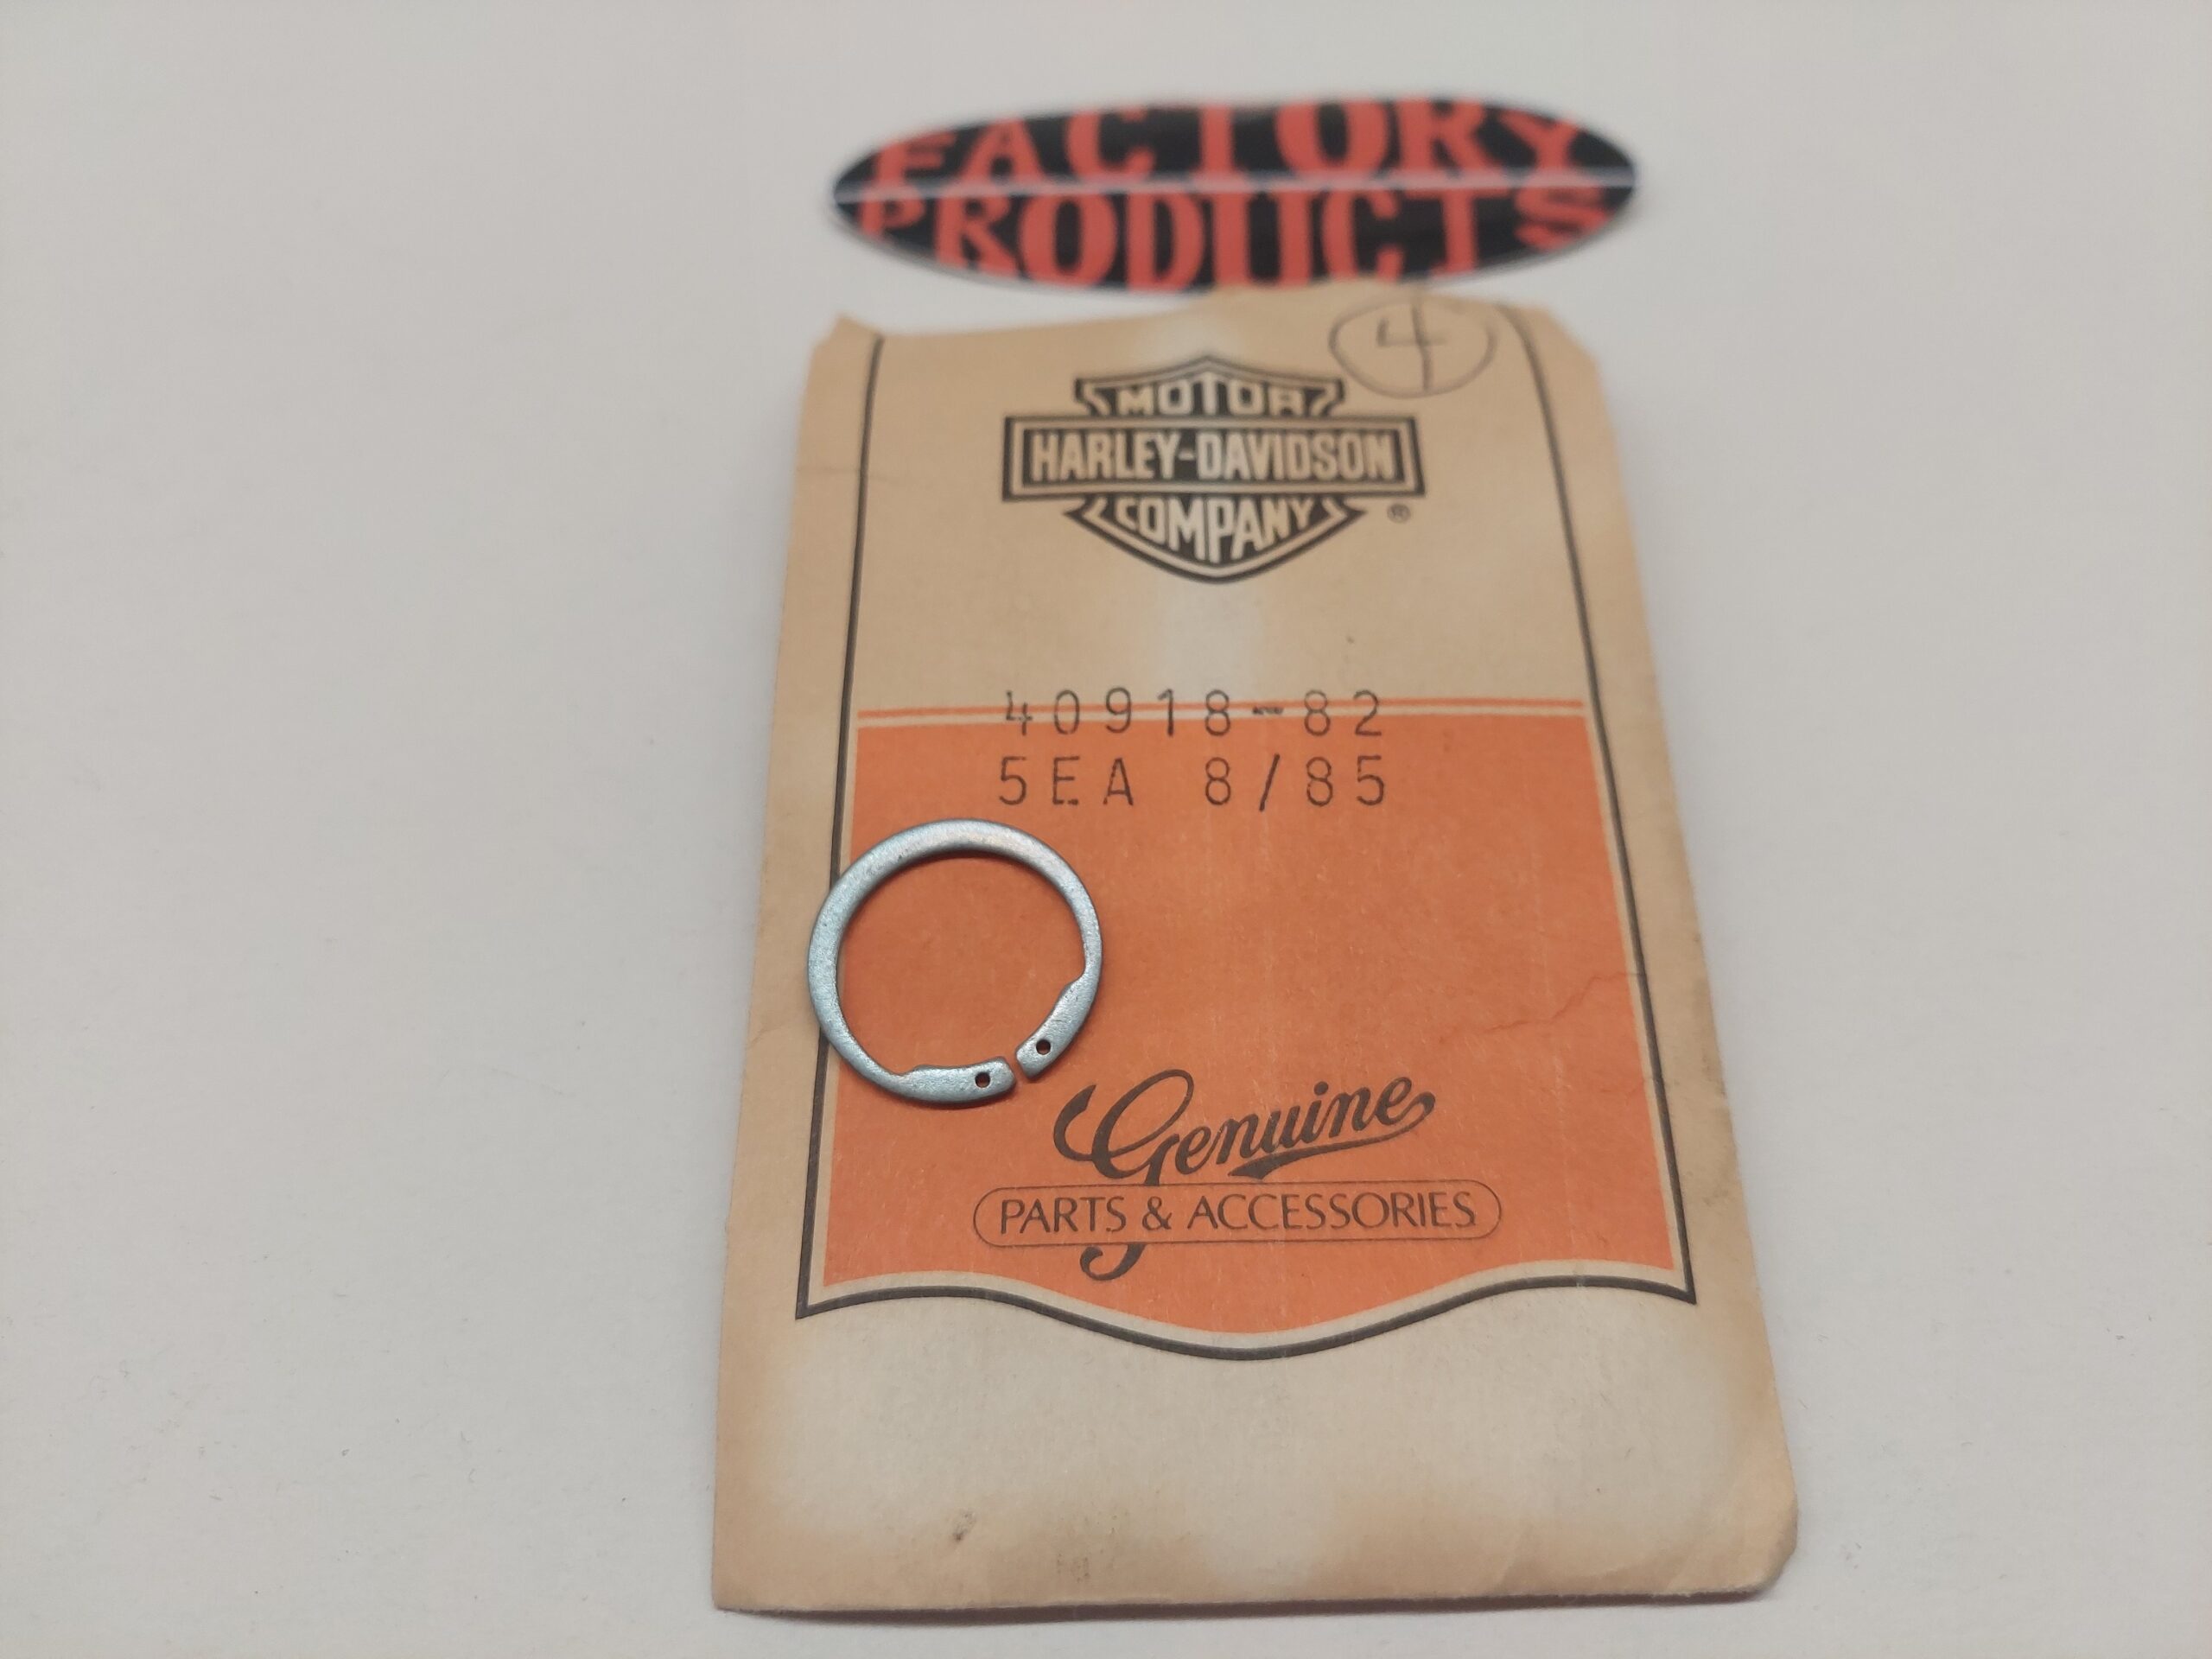 FACTORY
PRODUCTS
4
MOTOR
HARLEY-DAVIDSON
COMPANY
®
40918-82
5EA 8/85
Genuine
PARTS & ACCESSORIES